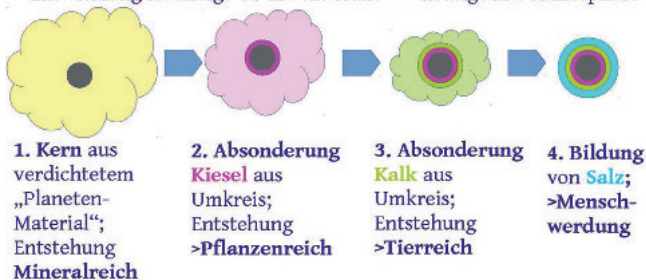 1. Kern aus
verdichtetem
„Planeten-
Material“;
Entstehung
Mineralreich
2. Absonderung
Kiesel aus
Umkreis;
Entstehung
>Pflanzenreich
3. Absonderung
Kalk aus
Umkreis;
Entstehung
>Tierreich
4. Bildung
von Salz;
>Mensch-
werdung